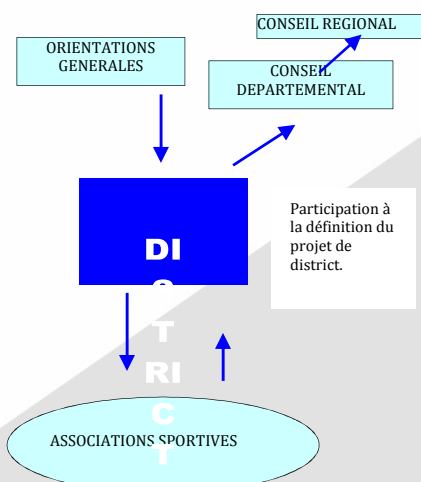 CONSEIL REGIONAL
ORIENTATIONS
GENERALES
CONSEIL
DEPARTEMENTAL
Participation à
la définition du
projet de
district.
DI
S
T
RI
C
T
ASSOCIATIONS SPORTIVES